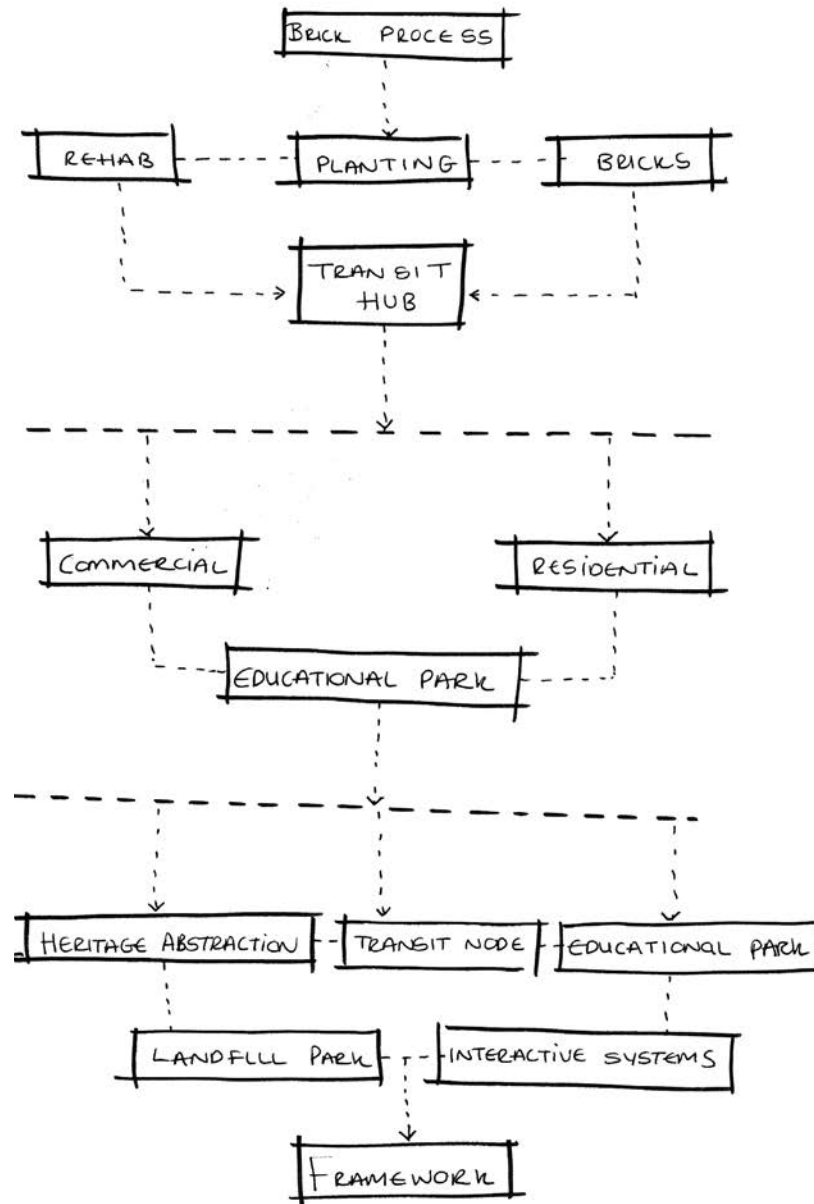 BRICK PROCESS
REHAB
PLANTING
BRICKS
TRANSIT
HUB
COMMERCIAL
RESIDENTIAL
EDUCATIONAL PARK
HERITAGE ABSTRACTION
TRANSIT NODE
EDUCATIONAL PARK
LANDFILL PARK
INTERACTIVE SYSTEMS
FRAMEWORK